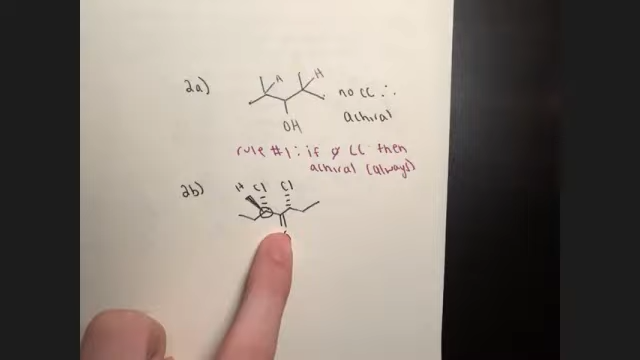 2a)
H
H
OH
no CC ∴
achiral
rule #1: if ∅ CC then
achiral (always)
2b)
H Cl Cl